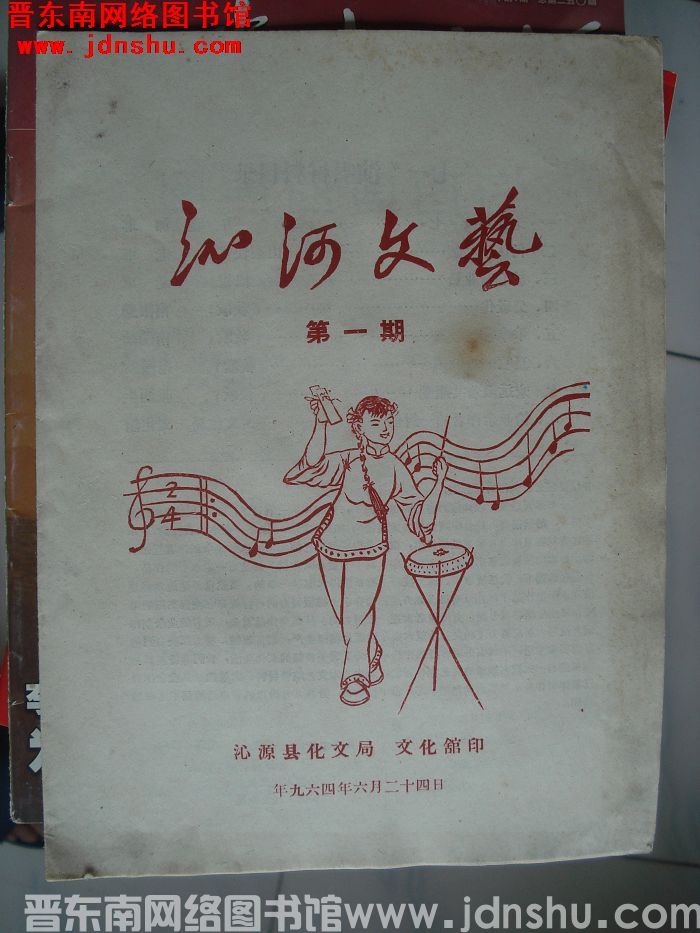 晋东南网络图书馆
www.jdnshu.com
沁河文藝
第一期
2
4
沁源县化文局 文化舘印
年九六四年六月二十四日
晋东南网络图书馆www.jdnshu.com